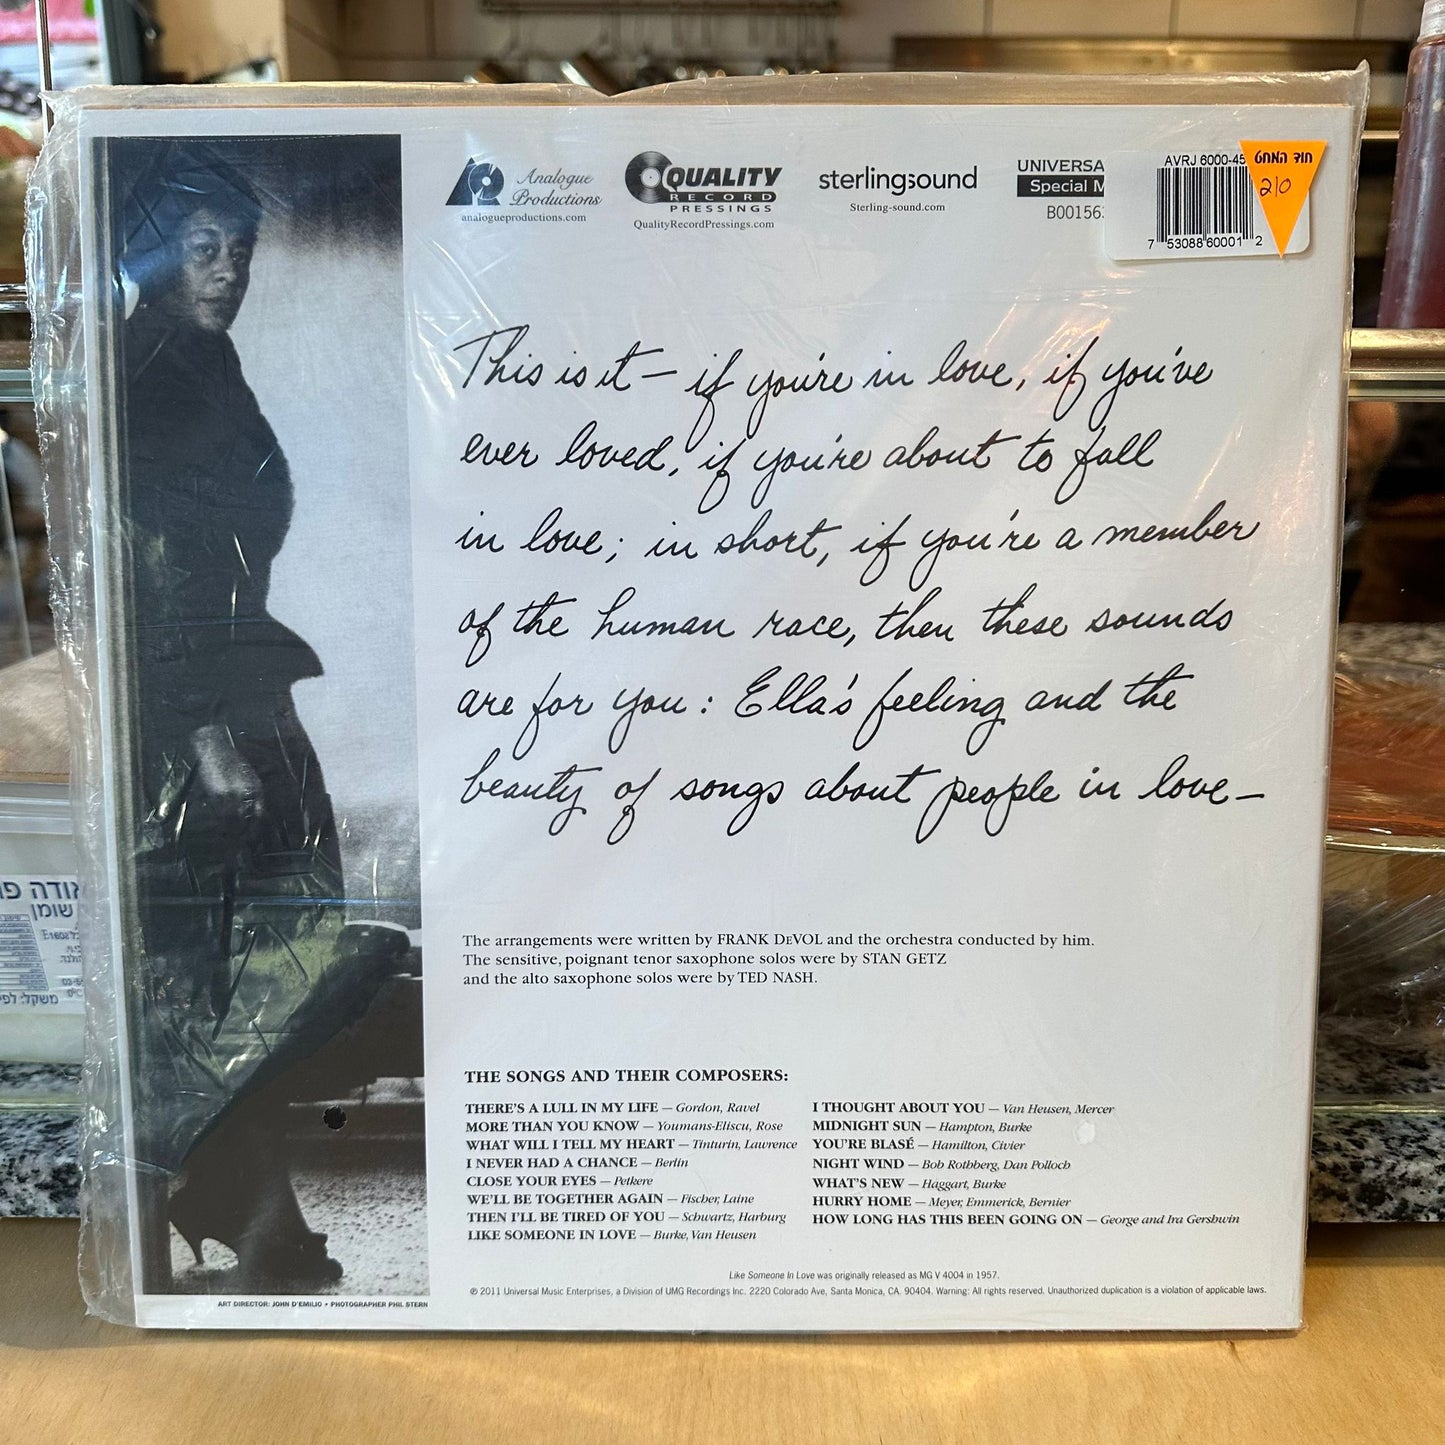 Analogue
Productions
analogueproductions.com
QUALITY
RECORD
PRESSINGS
QualityRecordPressings.com
sterlingsound
Sterling-sound.com
UNIVERSA
Special M
B00156
AVRJ 6000-45
7 53088 60001 2
חוד המחט
210
This is it — if you're in love, if you've
ever loved, if you're about to fall
in love; in short, if you're a member
of the human race, then these sounds
are for you: Ella's feeling and the
beauty of songs about people in love —
The arrangements were written by FRANK DEVOL and the orchestra conducted by him.
The sensitive, poignant tenor saxophone solos were by STAN GETZ
and the alto saxophone solos were by TED NASH.
THE SONGS AND THEIR COMPOSERS:
THERE'S A LULL IN MY LIFE — Gordon, Ravel
MORE THAN YOU KNOW — Youmans-Eliscu, Rose
WHAT WILL I TELL MY HEART — Tinturin, Lawrence
I NEVER HAD A CHANCE — Berlin
CLOSE YOUR EYES — Petkere
WE'LL BE TOGETHER AGAIN — Fischer, Laine
THEN I'LL BE TIRED OF YOU — Schwartz, Harburg
LIKE SOMEONE IN LOVE — Burke, Van Heusen
I THOUGHT ABOUT YOU — Van Heusen, Mercer
MIDNIGHT SUN — Hampton, Burke
YOU'RE BLASÉ — Hamilton, Civier
NIGHT WIND — Bob Rothberg, Dan Polloch
WHAT'S NEW — Haggart, Burke
HURRY HOME — Meyer, Emmerick, Bernier
HOW LONG HAS THIS BEEN GOING ON — George and Ira Gershwin
Like Someone In Love was originally released as MG V 4004 in 1957.
℗ 2011 Universal Music Enterprises, a Division of UMG Recordings Inc. 2220 Colorado Ave, Santa Monica, CA. 90404. Warning: All rights reserved. Unauthorized duplication is a violation of applicable laws.
ART DIRECTOR: JOHN D'EMILIO • PHOTOGRAPHER PHIL STERN
שומן
משקל: